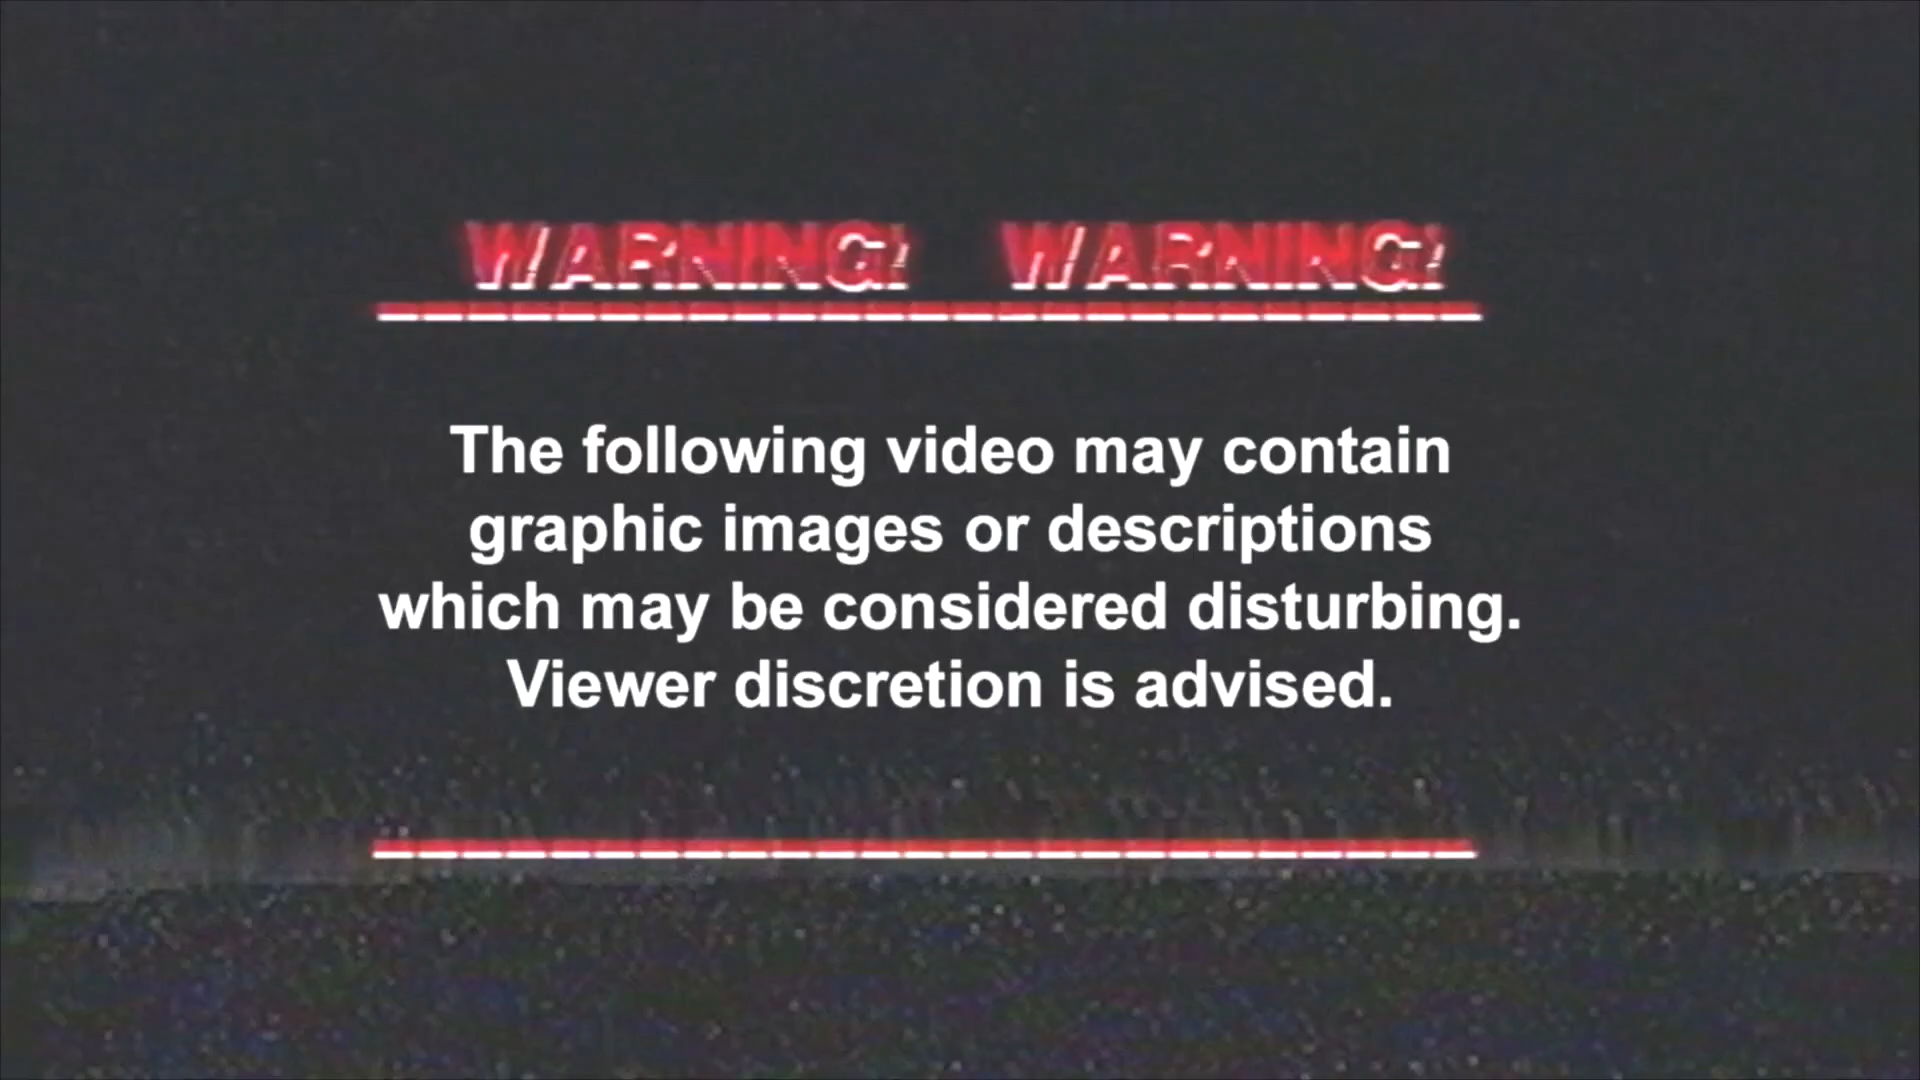 WARNING! WARNING!
The following video may contain
graphic images or descriptions
which may be considered disturbing.
Viewer discretion is advised.